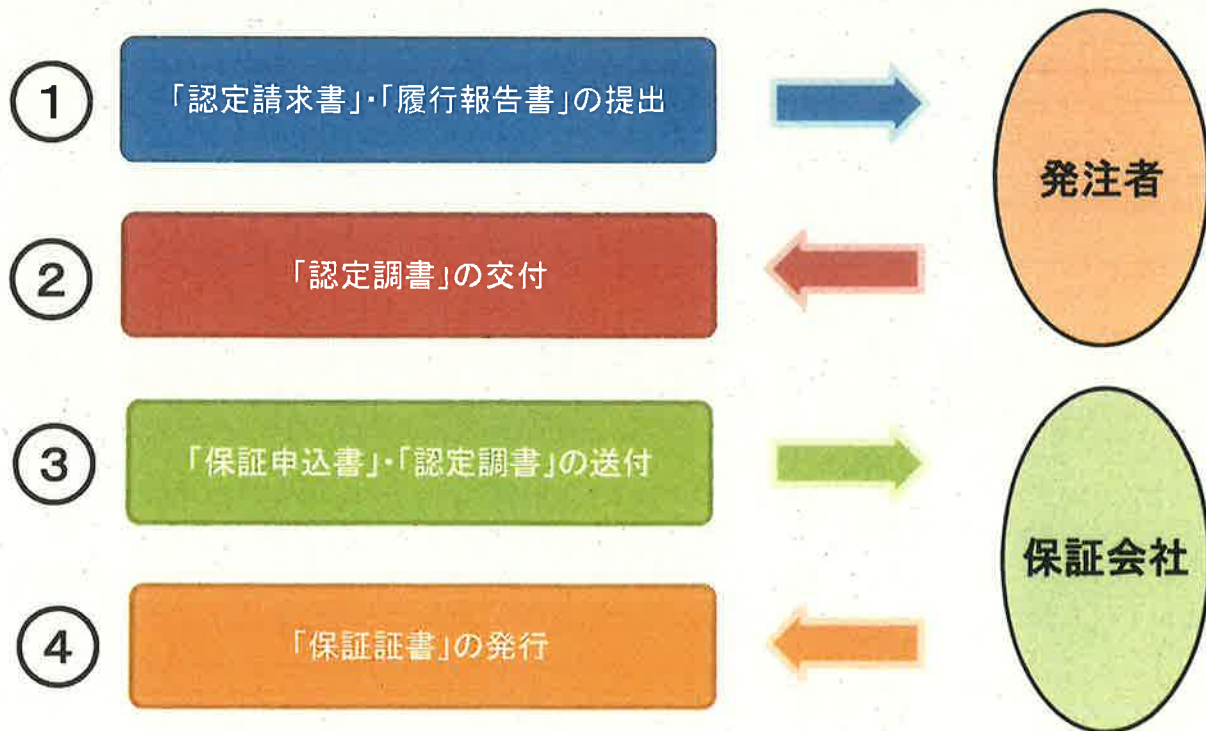 ①
「認定請求書」・「履行報告書」の提出
発注者
②
「認定調書」の交付
③
「保証申込書」・「認定調書」の送付
保証会社
④
「保証証書」の発行